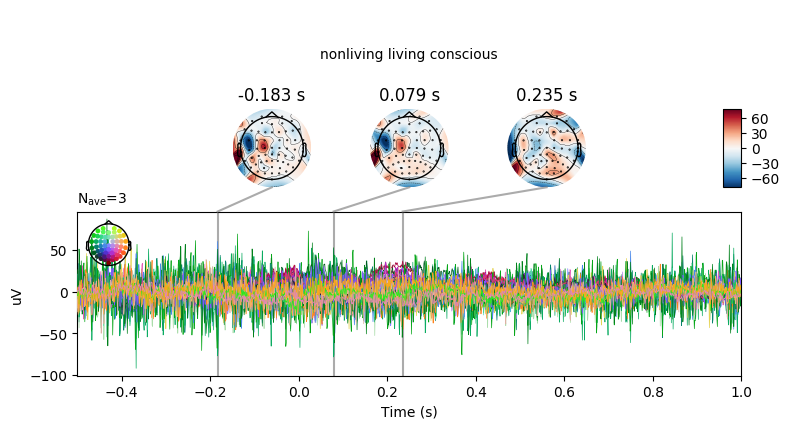 nonliving living conscious
-0.183 s 0.079 s 0.235 s
60
30
0
−30
−60
Nave=3
50
0
−50
−100
uV
−0.4 −0.2 0.0 0.2 0.4 0.6 0.8 1.0
Time (s)